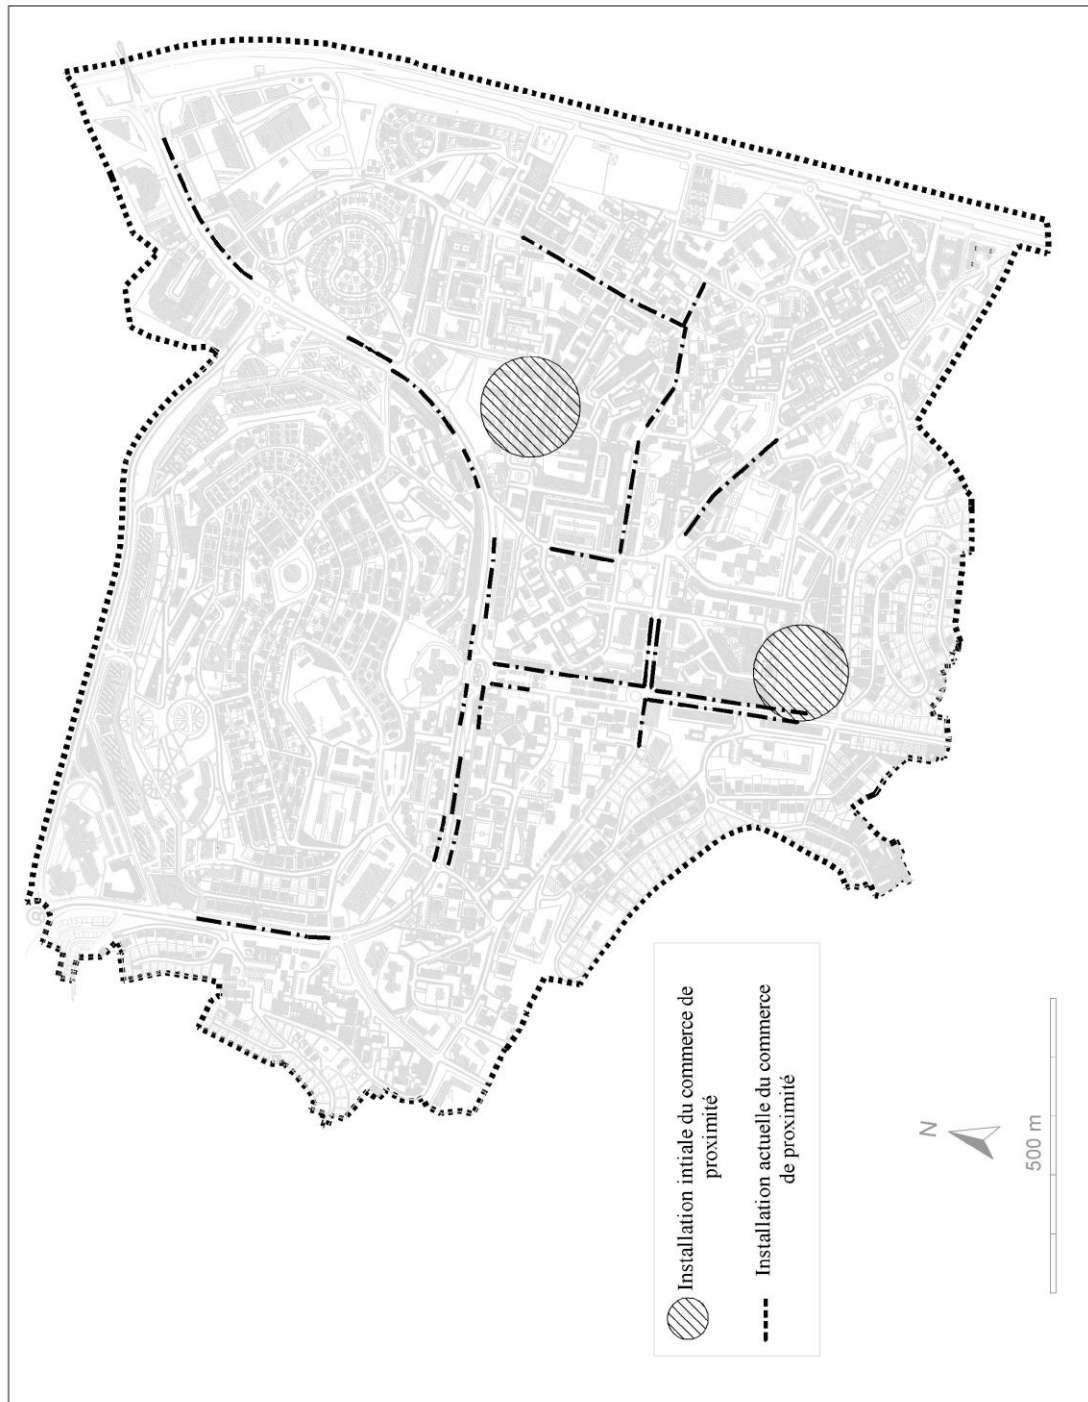 Installation intiale du commerce de
proximité
Installation actuelle du commerce
de proximité
N
500 m